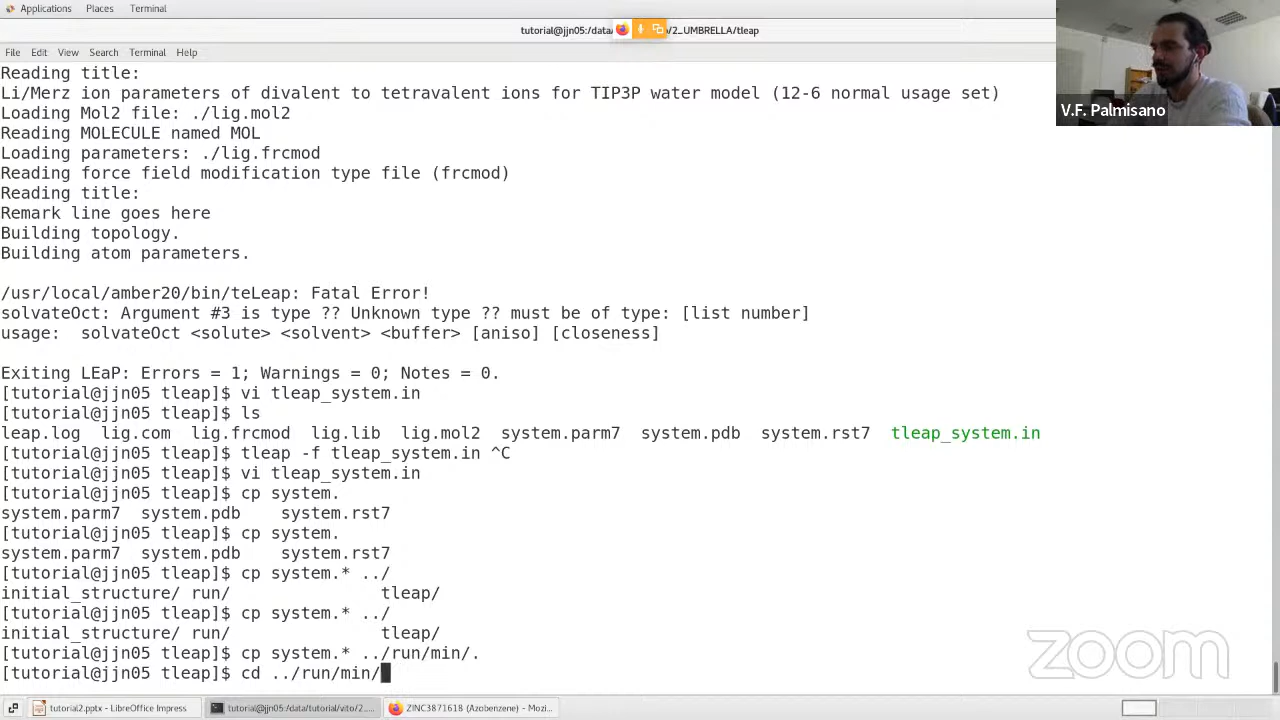 Applications Places Terminal
tutorial@jjn05:/data /2_UMBRELLA/tleap
File Edit View Search Terminal Help
Reading title:
Li/Merz ion parameters of divalent to tetravalent ions for TIP3P water model (12-6 normal usage set)
Loading Mol2 file: ./lig.mol2
Reading MOLECULE named MOL
Loading parameters: ./lig.frcmod
Reading force field modification type file (frcmod)
Reading title:
Remark line goes here
Building topology.
Building atom parameters.
/usr/local/amber20/bin/teLeap: Fatal Error!
solvateOct: Argument #3 is type ?? Unknown type ?? must be of type: [list number]
usage:  solvateOct <solute> <solvent> <buffer> [aniso] [closeness]
Exiting LEaP: Errors = 1; Warnings = 0; Notes = 0.
[tutorial@jjn05 tleap]$ vi tleap_system.in
[tutorial@jjn05 tleap]$ ls
leap.log  lig.com  lig.frcmod  lig.lib  lig.mol2  system.parm7  system.pdb  system.rst7  tleap_system.in
[tutorial@jjn05 tleap]$ tleap -f tleap_system.in ^C
[tutorial@jjn05 tleap]$ vi tleap_system.in
[tutorial@jjn05 tleap]$ cp system.
system.parm7  system.pdb    system.rst7
[tutorial@jjn05 tleap]$ cp system.
system.parm7  system.pdb    system.rst7
[tutorial@jjn05 tleap]$ cp system.* ../
initial_structure/ run/               tleap/
[tutorial@jjn05 tleap]$ cp system.* ../
initial_structure/ run/               tleap/
[tutorial@jjn05 tleap]$ cp system.* ../run/min/.
[tutorial@jjn05 tleap]$ cd ../run/min/
V.F. Palmisano
zoom
tutorial2.pptx - LibreOffice Impress
tutorial@jjn05:/data/tutorial/vito/2...
ZINC3871618 (Azobenzene) - Mozi...